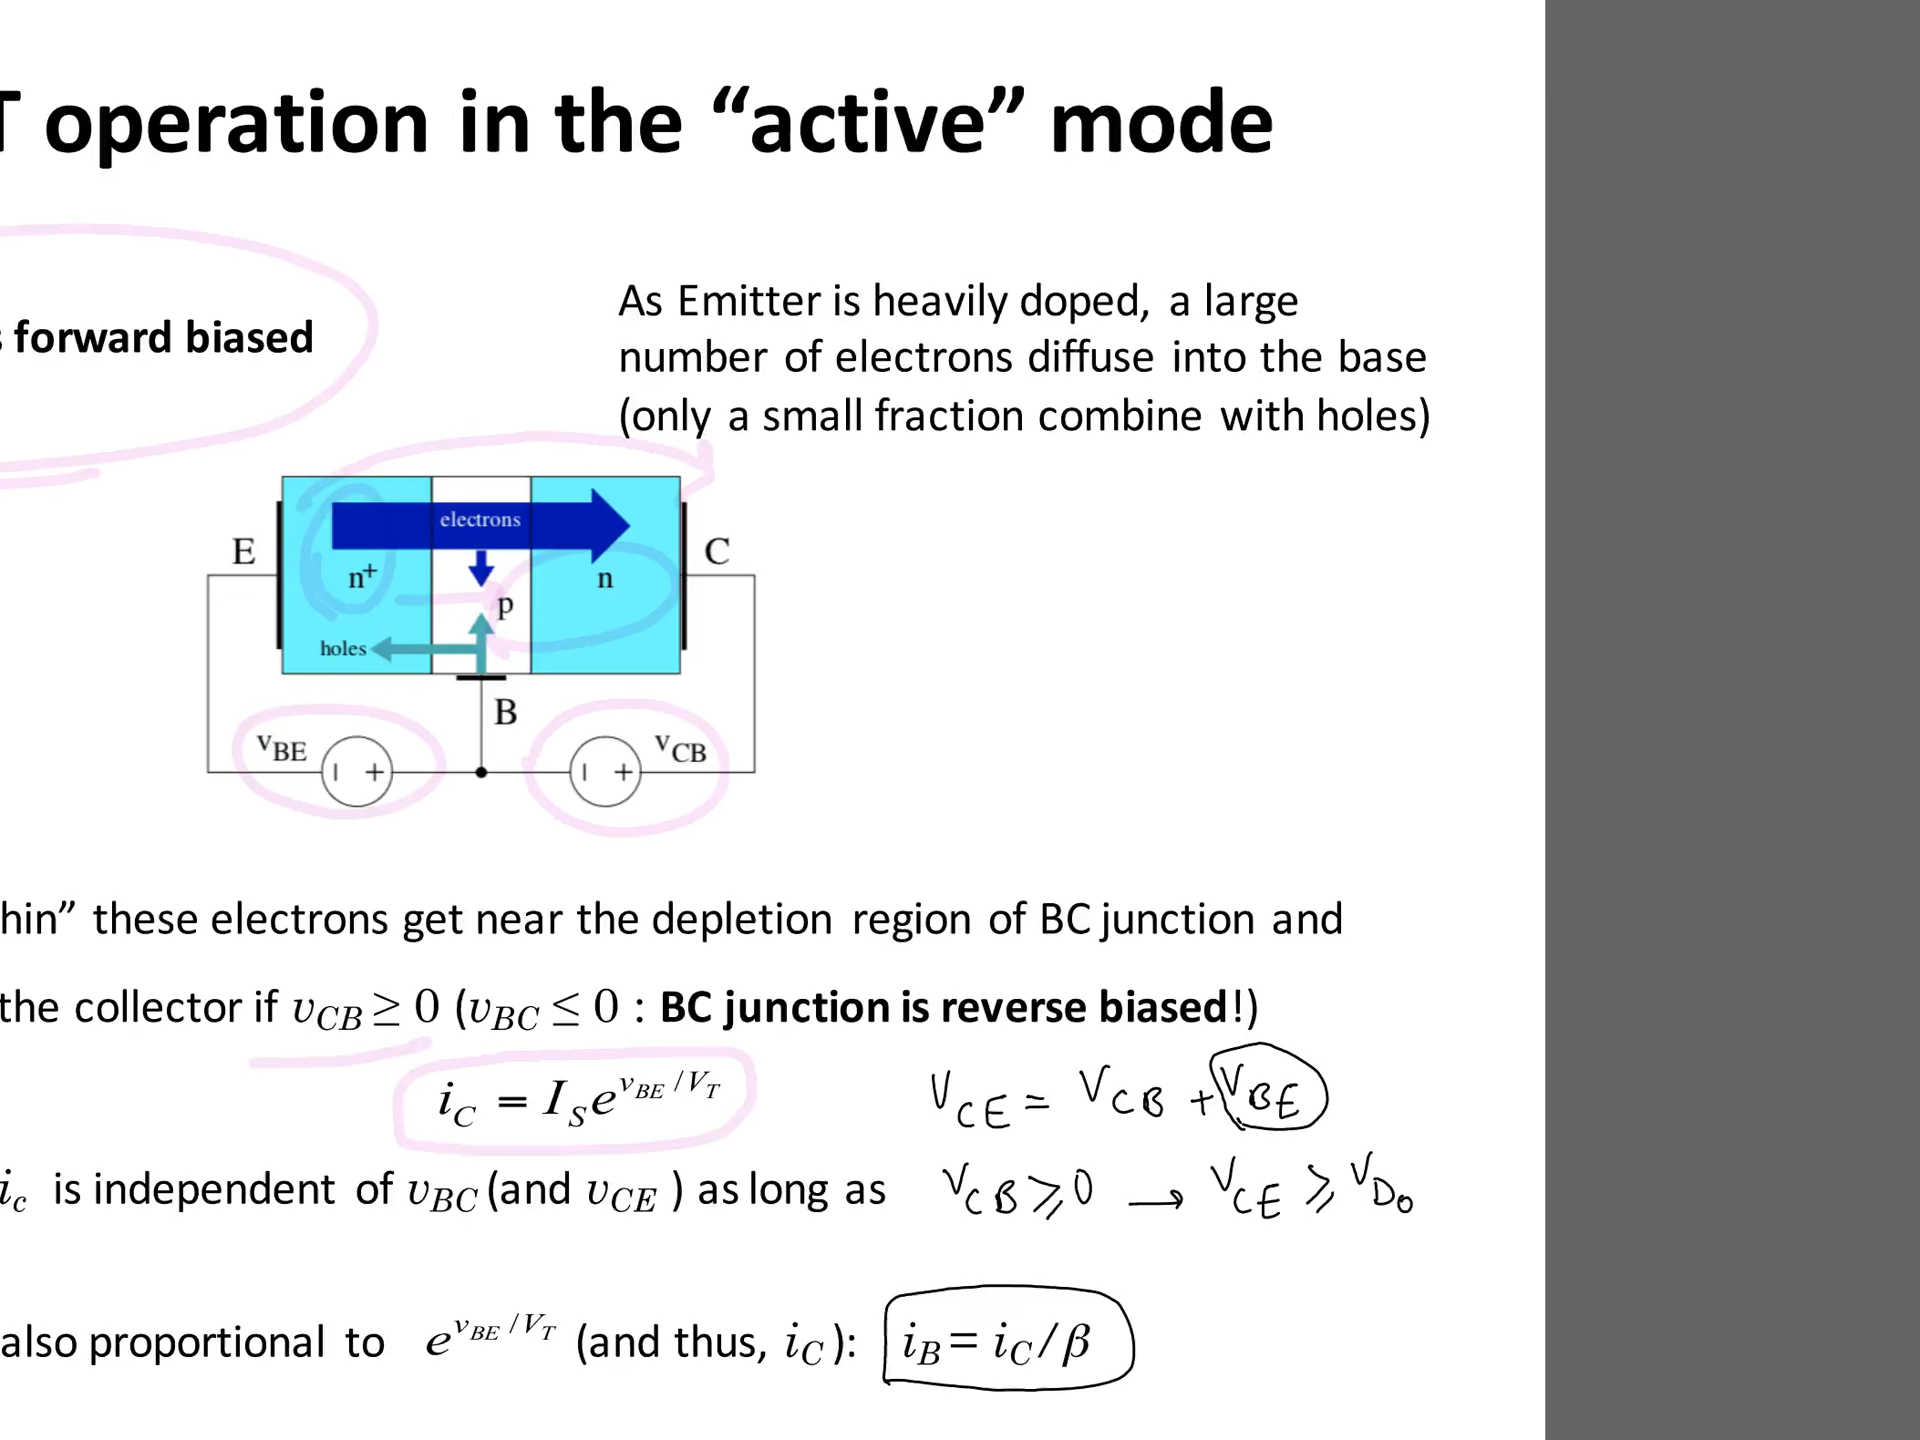 T operation in the “active” mode
s forward biased
As Emitter is heavily doped, a large
number of electrons diffuse into the base
(only a small fraction combine with holes)
electrons
E
C
n+
n
p
holes
B
vBE
vCB
- +
- +
hin” these electrons get near the depletion region of BC junction and
the collector if vCB ≥ 0 (vBC ≤ 0 : BC junction is reverse biased!)
iC = IS e^vBE /VT
VCE = VCB + VBE
ic is independent of vBC (and vCE ) as long as
VCB ⩾ 0 → VCE ⩾ VD0
also proportional to e^vBE /VT (and thus, iC ): iB = iC / β